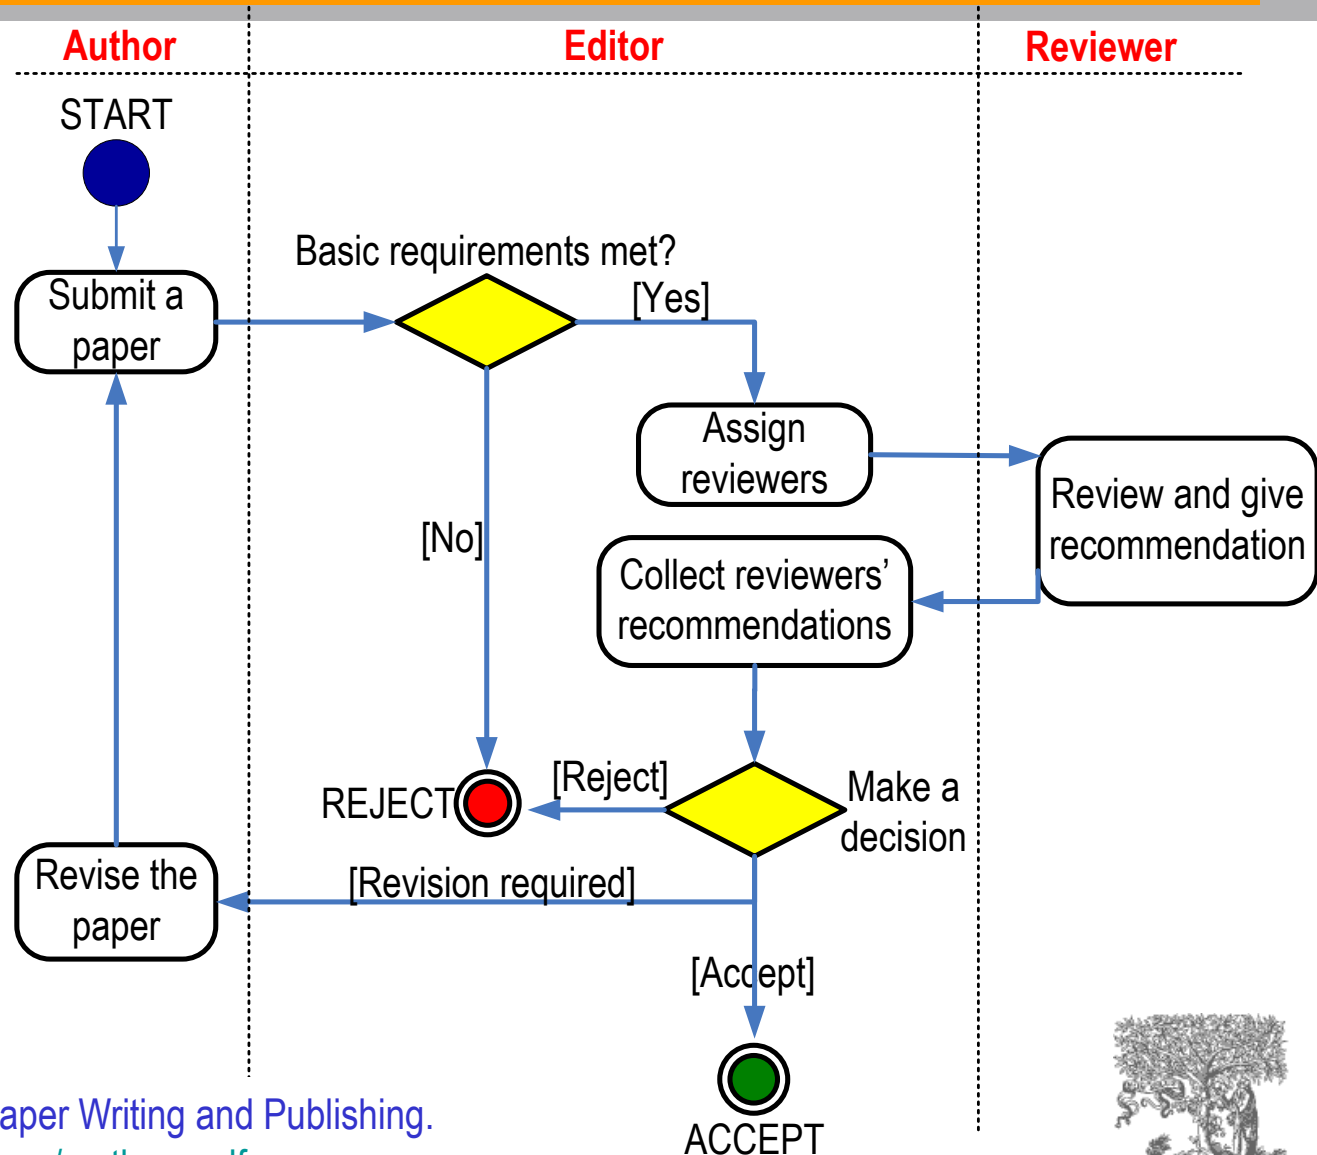 Author
Editor
Reviewer
START
Basic requirements met?
Submit a
paper
[Yes]
Assign
reviewers
Review and give
recommendation
[No]
Collect reviewers’
recommendations
REJECT
[Reject]
Make a
decision
Revise the
paper
[Revision required]
[Accept]
ACCEPT
aper Writing and Publishing.